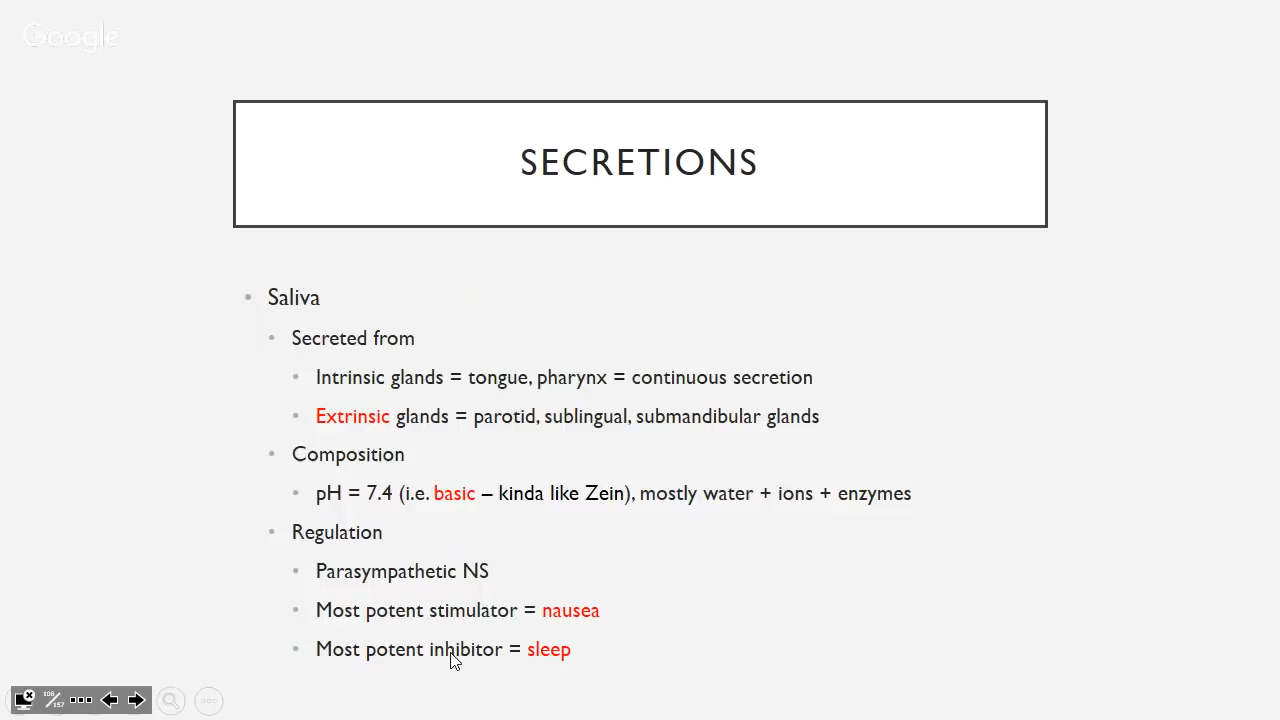 Google
SECRETIONS
• Saliva
• Secreted from
• Intrinsic glands = tongue, pharynx = continuous secretion
• Extrinsic glands = parotid, sublingual, submandibular glands
• Composition
• pH = 7.4 (i.e. basic – kinda like Zein), mostly water + ions + enzymes
• Regulation
• Parasympathetic NS
• Most potent stimulator = nausea
• Most potent inhibitor = sleep
108/157